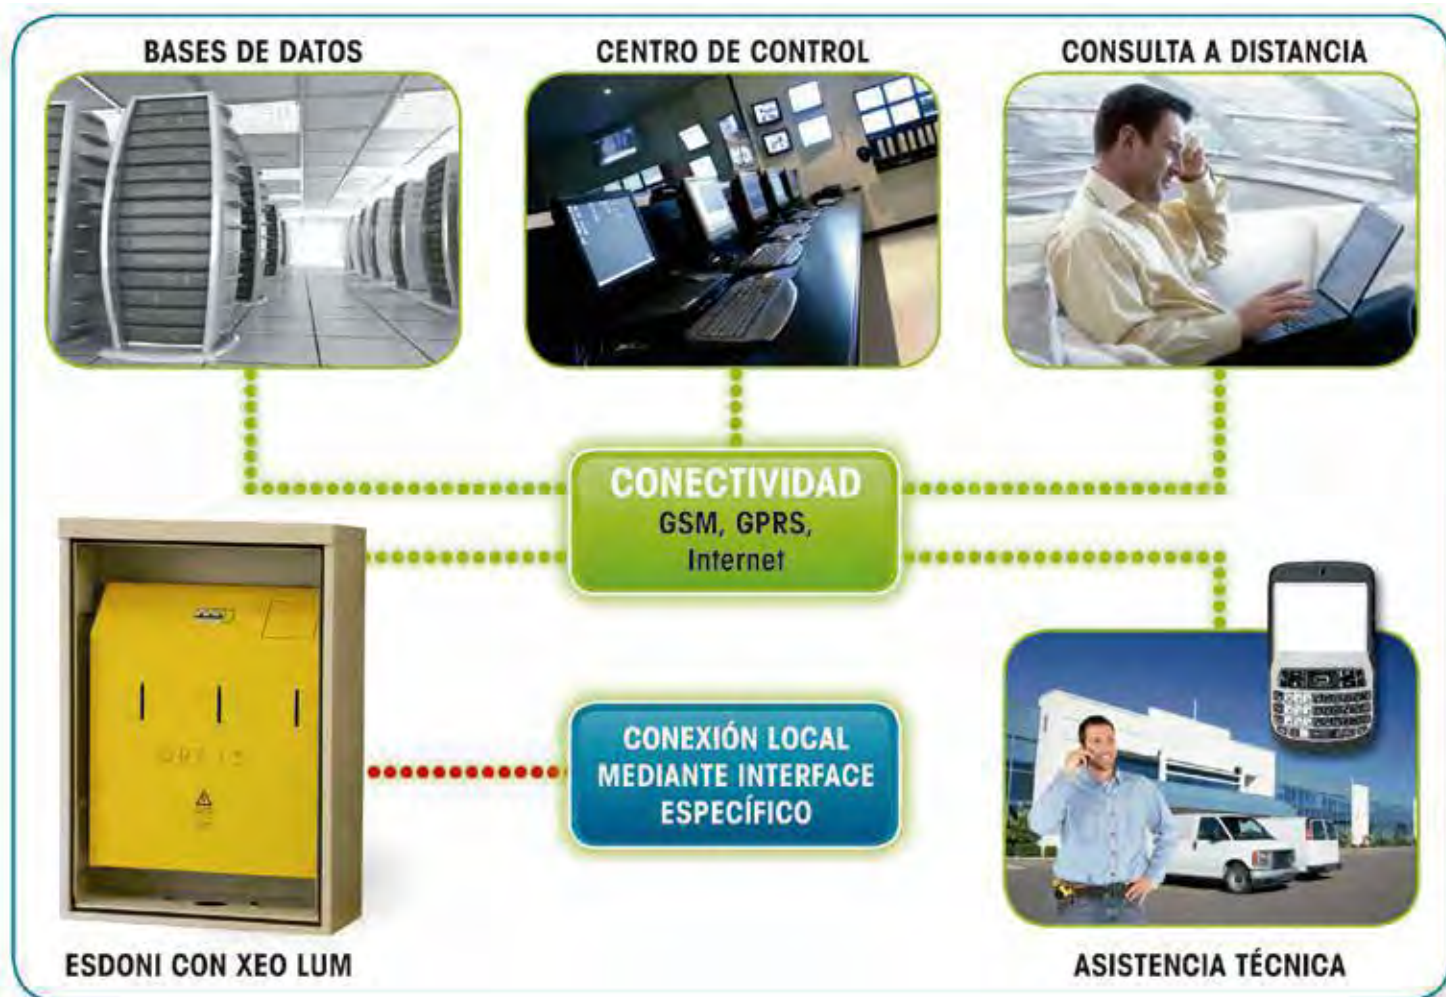 BASES DE DATOS
CENTRO DE CONTROL
CONSULTA A DISTANCIA
CONECTIVIDAD
GSM, GPRS,
Internet
CONEXIÓN LOCAL
MEDIANTE INTERFACE
ESPECÍFICO
ESDONI CON XEO LUM
ASISTENCIA TÉCNICA